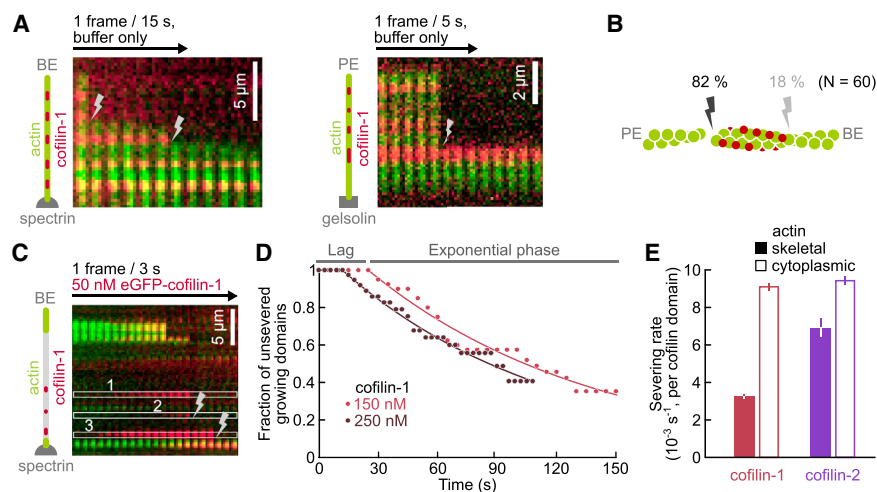 A
1 frame / 15 s,
buffer only
BE
5 µm
actin
cofilin-1
spectrin
1 frame / 5 s,
buffer only
PE
2 µm
actin
cofilin-1
gelsolin
B
82 % 18 % (N = 60)
PE BE
C
1 frame / 3 s
50 nM eGFP-cofilin-1
BE
5 µm
actin
cofilin-1
1
2
3
spectrin
D
Lag Exponential phase
Fraction of unsevered
growing domains
1
0.8
0.6
0.4
0.2
0
cofilin-1
150 nM
250 nM
0 30 60 90 120 150
Time (s)
E
actin
skeletal
cytoplasmic
Severing rate
(10⁻³ s⁻¹, per cofilin domain)
10
8
6
4
2
0
cofilin-1 cofilin-2